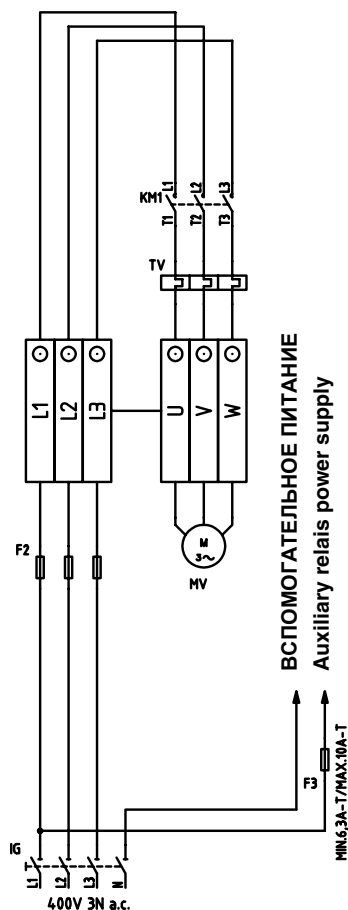 L1
L2
L3
KM1
T1
T2
T3
TV
L1
L2
L3
U
V
W
M
3~
MV
F2
ВСПОМОГАТЕЛЬНОЕ ПИТАНИЕ
Auxiliary relais power supply
F3
MIN.6,3A-T/MAX.10A-T
IG
L1
L2
L3
N
400V 3N a.c.